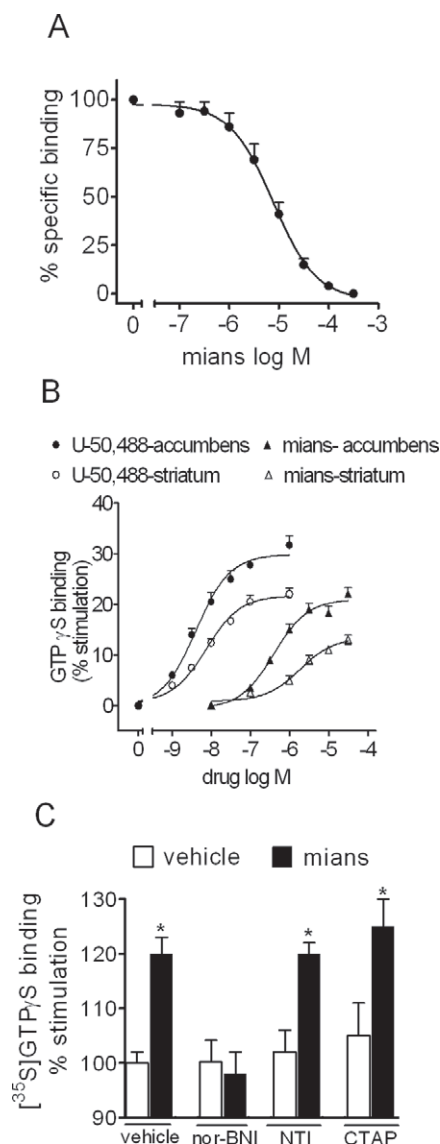 A
% specific binding
100
75
50
25
0
0 -7 -6 -5 -4 -3
mians log M
B
U-50,488-accumbens mians- accumbens
U-50,488-striatum mians-striatum
GTP γS binding
(% stimulation)
40
30
20
10
0
0 -9 -8 -7 -6 -5 -4
drug log M
C
vehicle mians
[³⁵S]GTPγS binding
% stimulation
130
120
110
100
90
* * *
vehicle nor-BNI NTI CTAP